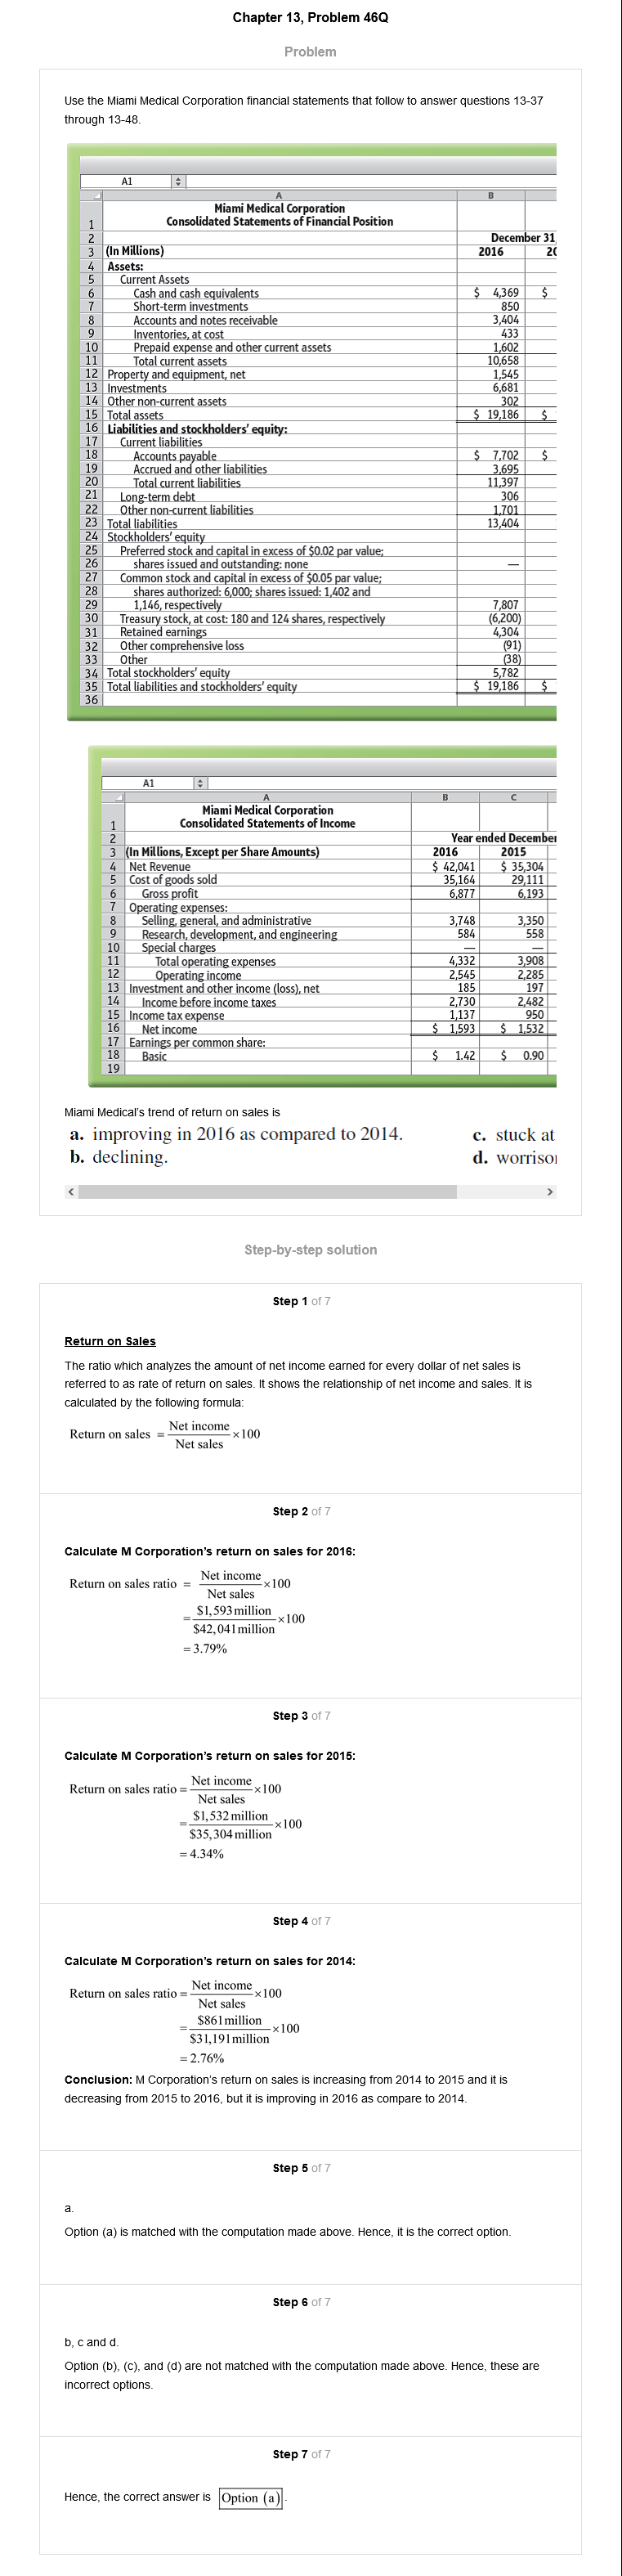 Chapter 13, Problem 46Q
Problem
Use the Miami Medical Corporation financial statements that follow to answer questions 13-37
through 13-48.
A1
A B
Miami Medical Corporation
1 Consolidated Statements of Financial Position
2 December 31
3 (In Millions) 2016 20
4 Assets:
5 Current Assets
6 Cash and cash equivalents $ 4,369 $
7 Short-term investments 850
8 Accounts and notes receivable 3,404
9 Inventories, at cost 433
10 Prepaid expense and other current assets 1,602
11 Total current assets 10,658
12 Property and equipment, net 1,545
13 Investments 6,681
14 Other non-current assets 302
15 Total assets $ 19,186 $
16 Liabilities and stockholders' equity:
17 Current liabilities
18 Accounts payable $ 7,702 $
19 Accrued and other liabilities 3,695
20 Total current liabilities 11,397
21 Long-term debt 306
22 Other non-current liabilities 1,701
23 Total liabilities 13,404
24 Stockholders' equity
25 Preferred stock and capital in excess of $0.02 par value;
26 shares issued and outstanding: none —
27 Common stock and capital in excess of $0.05 par value;
28 shares authorized: 6,000; shares issued: 1,402 and
29 1,146, respectively 7,807
30 Treasury stock, at cost: 180 and 124 shares, respectively (6,200)
31 Retained earnings 4,304
32 Other comprehensive loss (91)
33 Other (38)
34 Total stockholders' equity 5,782
35 Total liabilities and stockholders' equity $ 19,186 $
36
A1
A B C
Miami Medical Corporation
1 Consolidated Statements of Income
2 Year ended December
3 (In Millions, Except per Share Amounts) 2016 2015
4 Net Revenue $ 42,041 $ 35,304
5 Cost of goods sold 35,164 29,111
6 Gross profit 6,877 6,193
7 Operating expenses:
8 Selling, general, and administrative 3,748 3,350
9 Research, development, and engineering 584 558
10 Special charges — —
11 Total operating expenses 4,332 3,908
12 Operating income 2,545 2,285
13 Investment and other income (loss), net 185 197
14 Income before income taxes 2,730 2,482
15 Income tax expense 1,137 950
16 Net income $ 1,593 $ 1,532
17 Earnings per common share:
18 Basic $ 1.42 $ 0.90
19
Miami Medical's trend of return on sales is
a. improving in 2016 as compared to 2014. c. stuck at
b. declining. d. worriso
Step-by-step solution
Step 1 of 7
Return on Sales
The ratio which analyzes the amount of net income earned for every dollar of net sales is
referred to as rate of return on sales. It shows the relationship of net income and sales. It is
calculated by the following formula:
Return on sales = Net income / Net sales ×100
Step 2 of 7
Calculate M Corporation's return on sales for 2016:
Return on sales ratio = Net income / Net sales ×100
= $1,593 million / $42,041 million ×100
= 3.79%
Step 3 of 7
Calculate M Corporation's return on sales for 2015:
Return on sales ratio = Net income / Net sales ×100
= $1,532 million / $35,304 million ×100
= 4.34%
Step 4 of 7
Calculate M Corporation's return on sales for 2014:
Return on sales ratio = Net income / Net sales ×100
= $861 million / $31,191 million ×100
= 2.76%
Conclusion: M Corporation's return on sales is increasing from 2014 to 2015 and it is
decreasing from 2015 to 2016, but it is improving in 2016 as compare to 2014.
Step 5 of 7
a.
Option (a) is matched with the computation made above. Hence, it is the correct option.
Step 6 of 7
b, c and d.
Option (b), (c), and (d) are not matched with the computation made above. Hence, these are
incorrect options.
Step 7 of 7
Hence, the correct answer is Option (a).